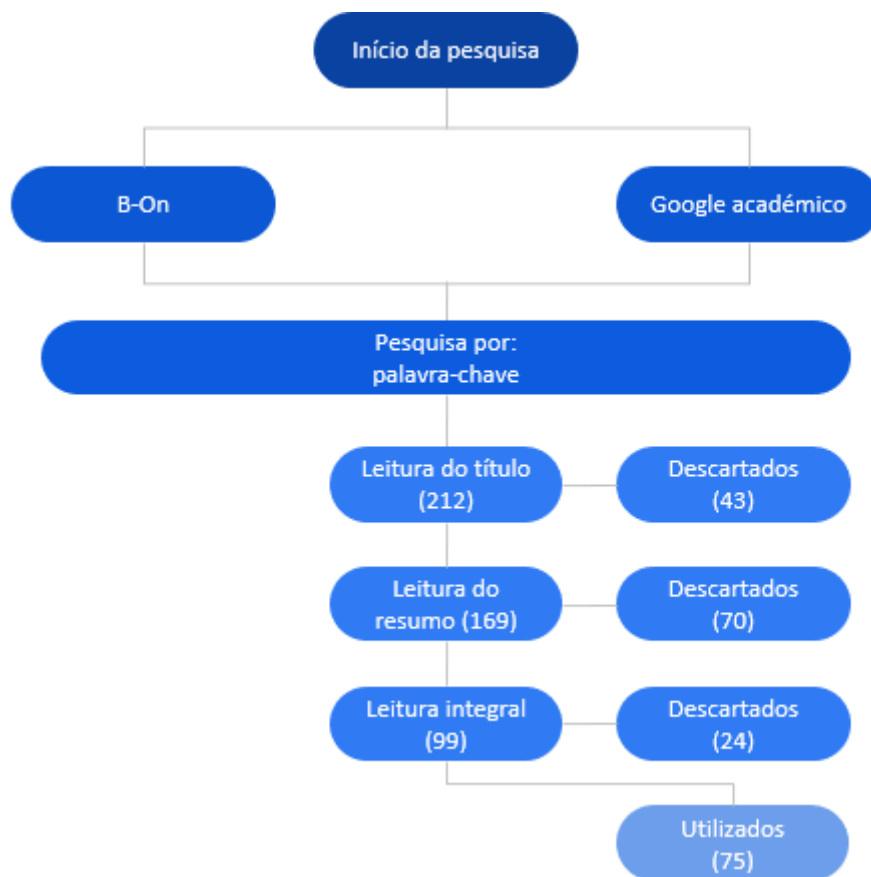 Início da pesquisa
B-On
Google académico
Pesquisa por:
palavra-chave
Leitura do título
(212)
Descartados
(43)
Leitura do
resumo (169)
Descartados
(70)
Leitura integral
(99)
Descartados
(24)
Utilizados
(75)